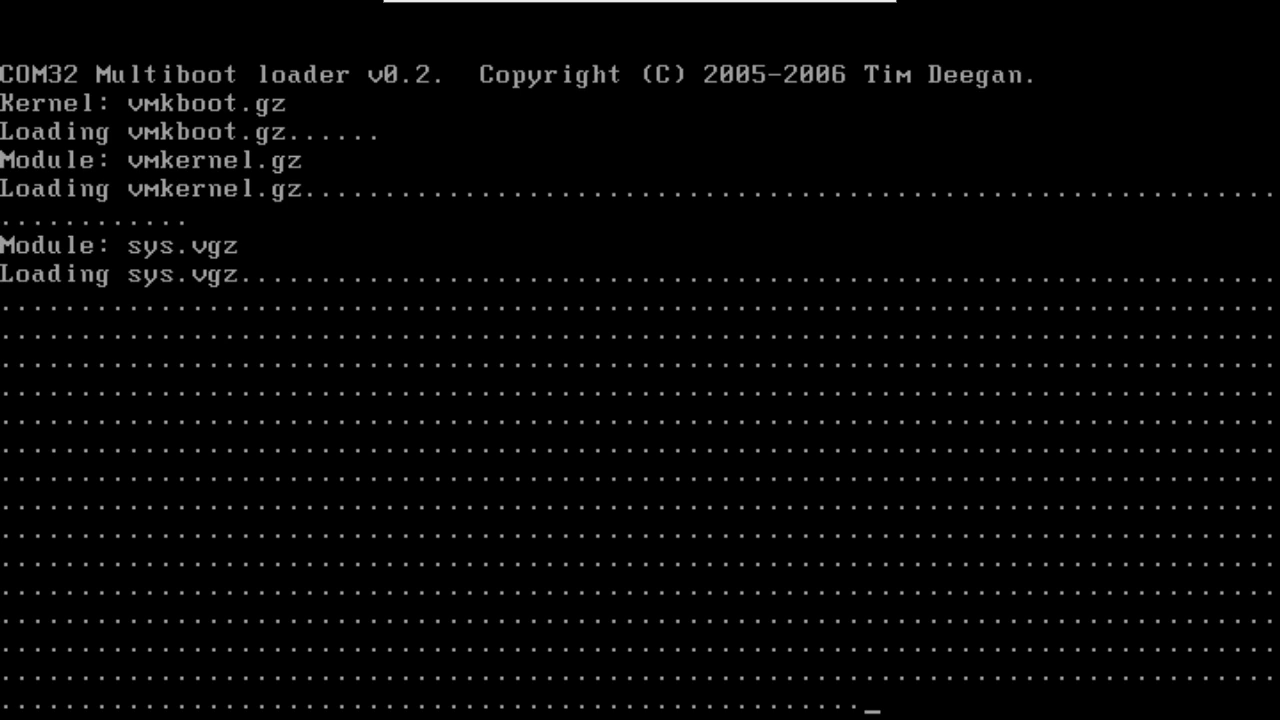 COM32 Multiboot loader v0.2.  Copyright (C) 2005-2006 Tim Deegan.
Kernel: vmkboot.gz
Loading vmkboot.gz......
Module: vmkernel.gz
Loading vmkernel.gz.............................................................
............
Module: sys.vgz
Loading sys.vgz.................................................................
................................................................................
................................................................................
................................................................................
................................................................................
................................................................................
................................................................................
................................................................................
................................................................................
................................................................................
................................................................................
................................................................................
................................................................................
................................................................................
................................................................................
......................................................_